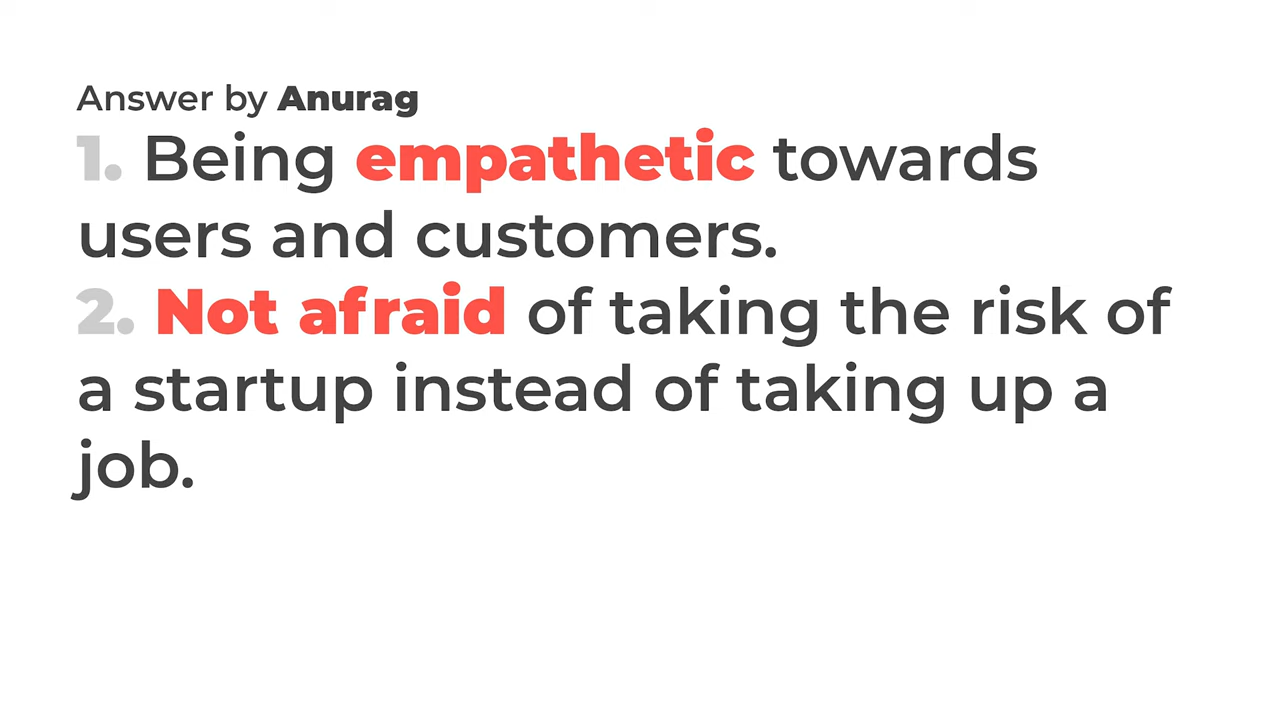 Answer by Anurag
1. Being empathetic towards
users and customers.
2. Not afraid of taking the risk of
a startup instead of taking up a
job.